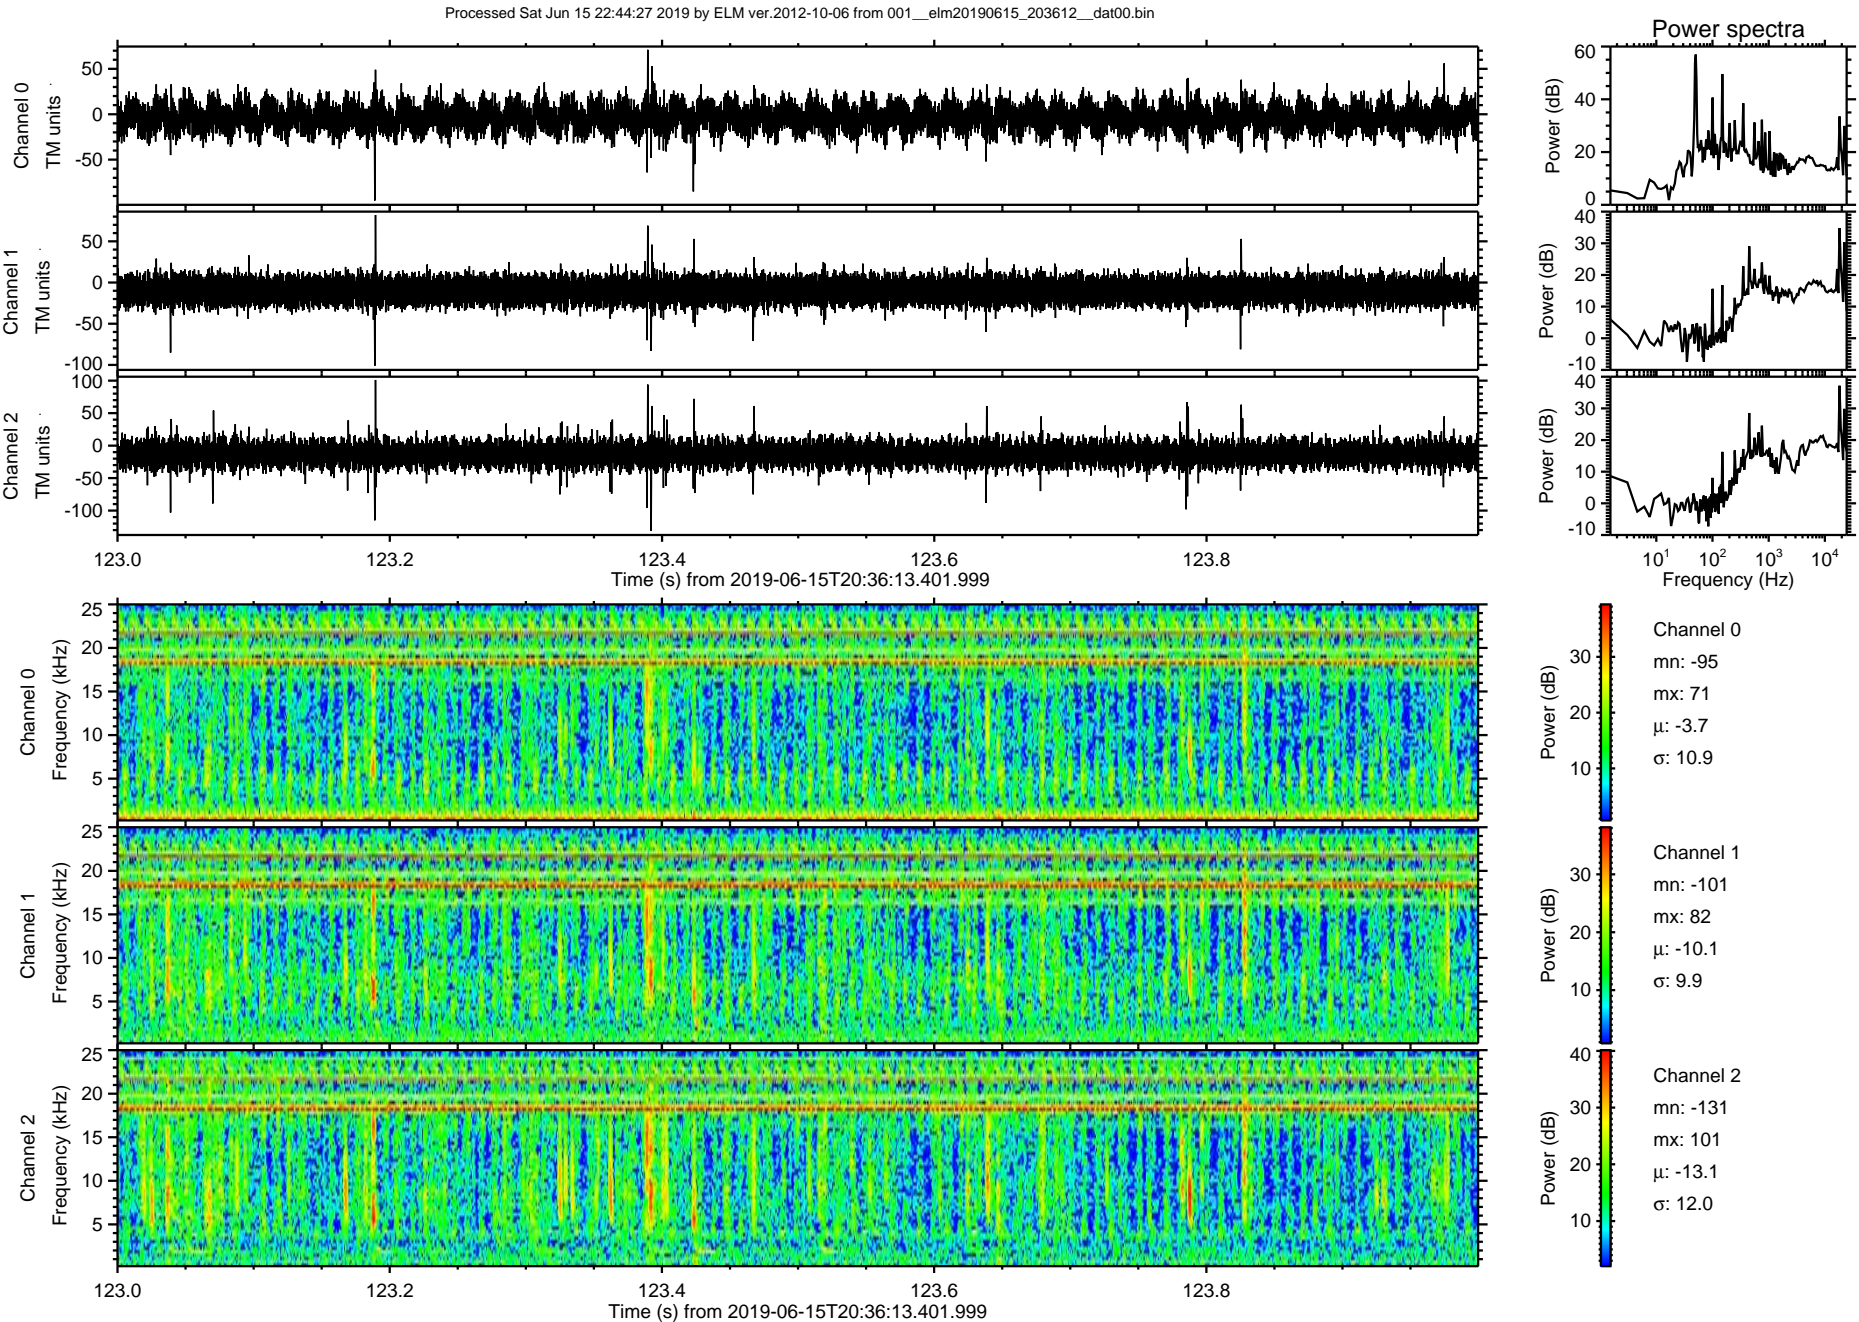 Processed Sat Jun 15 22:44:27 2019 by ELM ver.2012-10-06 from 001__elm20190615_203612__dat00.bin
Power spectra
Channel 0
TM units
50
0
-50
Power (dB)
60
40
20
0
Channel 1
TM units
50
0
-50
-100
Power (dB)
40
30
20
10
0
-10
Channel 2
TM units
100
50
0
-50
-100
Power (dB)
40
30
20
10
0
-10
123.0 123.2 123.4 123.6 123.8
Time (s) from 2019-06-15T20:36:13.401.999
10^1 10^2 10^3 10^4
Frequency (Hz)
Channel 0
Frequency (kHz)
25
20
15
10
5
Power (dB)
30
20
10
Channel 0
mn: -95
mx: 71
μ: -3.7
σ: 10.9
Channel 1
Frequency (kHz)
25
20
15
10
5
Power (dB)
30
20
10
Channel 1
mn: -101
mx: 82
μ: -10.1
σ: 9.9
Channel 2
Frequency (kHz)
25
20
15
10
5
Power (dB)
40
30
20
10
Channel 2
mn: -131
mx: 101
μ: -13.1
σ: 12.0
123.0 123.2 123.4 123.6 123.8
Time (s) from 2019-06-15T20:36:13.401.999